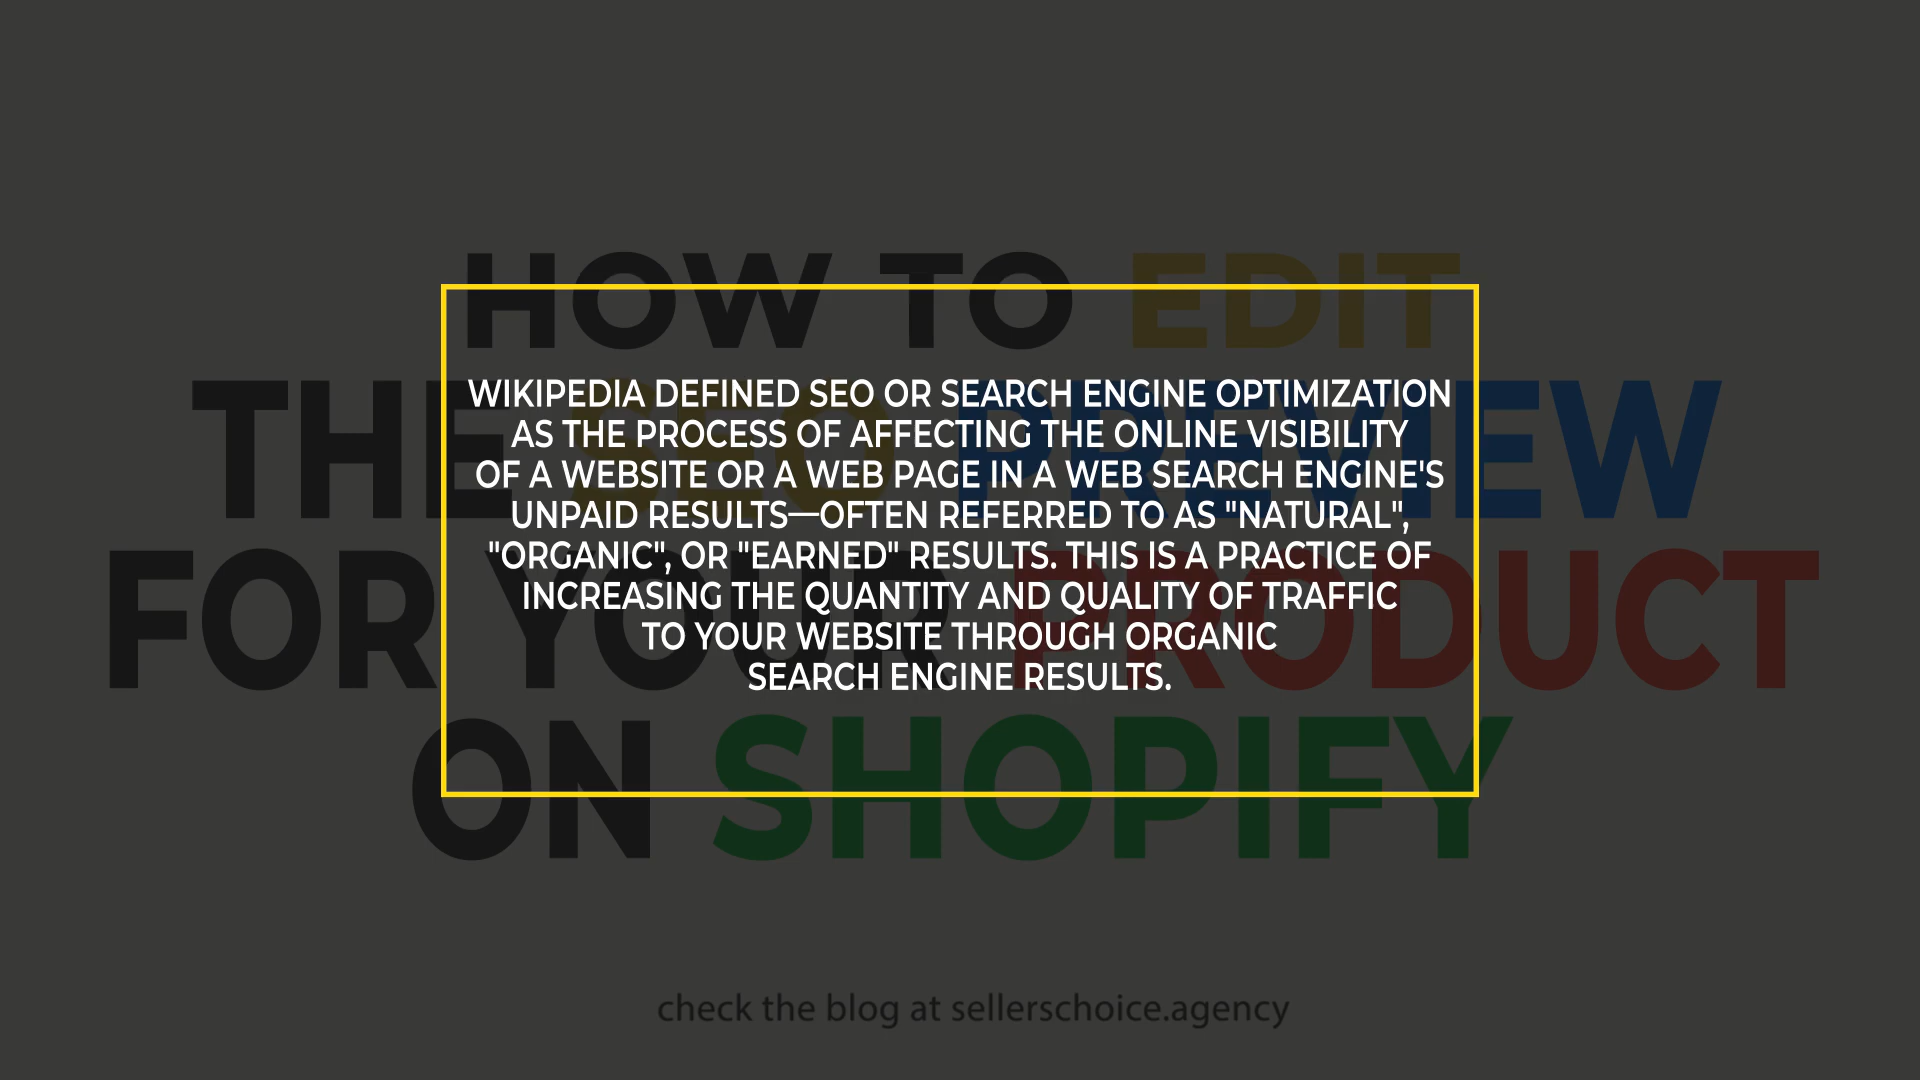 HOW TO EDIT
THE SEO PREVIEW
FOR YOUR PRODUCT
ON SHOPIFY
WIKIPEDIA DEFINED SEO OR SEARCH ENGINE OPTIMIZATION
AS THE PROCESS OF AFFECTING THE ONLINE VISIBILITY
OF A WEBSITE OR A WEB PAGE IN A WEB SEARCH ENGINE'S
UNPAID RESULTS—OFTEN REFERRED TO AS "NATURAL",
"ORGANIC", OR "EARNED" RESULTS. THIS IS A PRACTICE OF
INCREASING THE QUANTITY AND QUALITY OF TRAFFIC
TO YOUR WEBSITE THROUGH ORGANIC
SEARCH ENGINE RESULTS.
check the blog at sellerschoice.agency